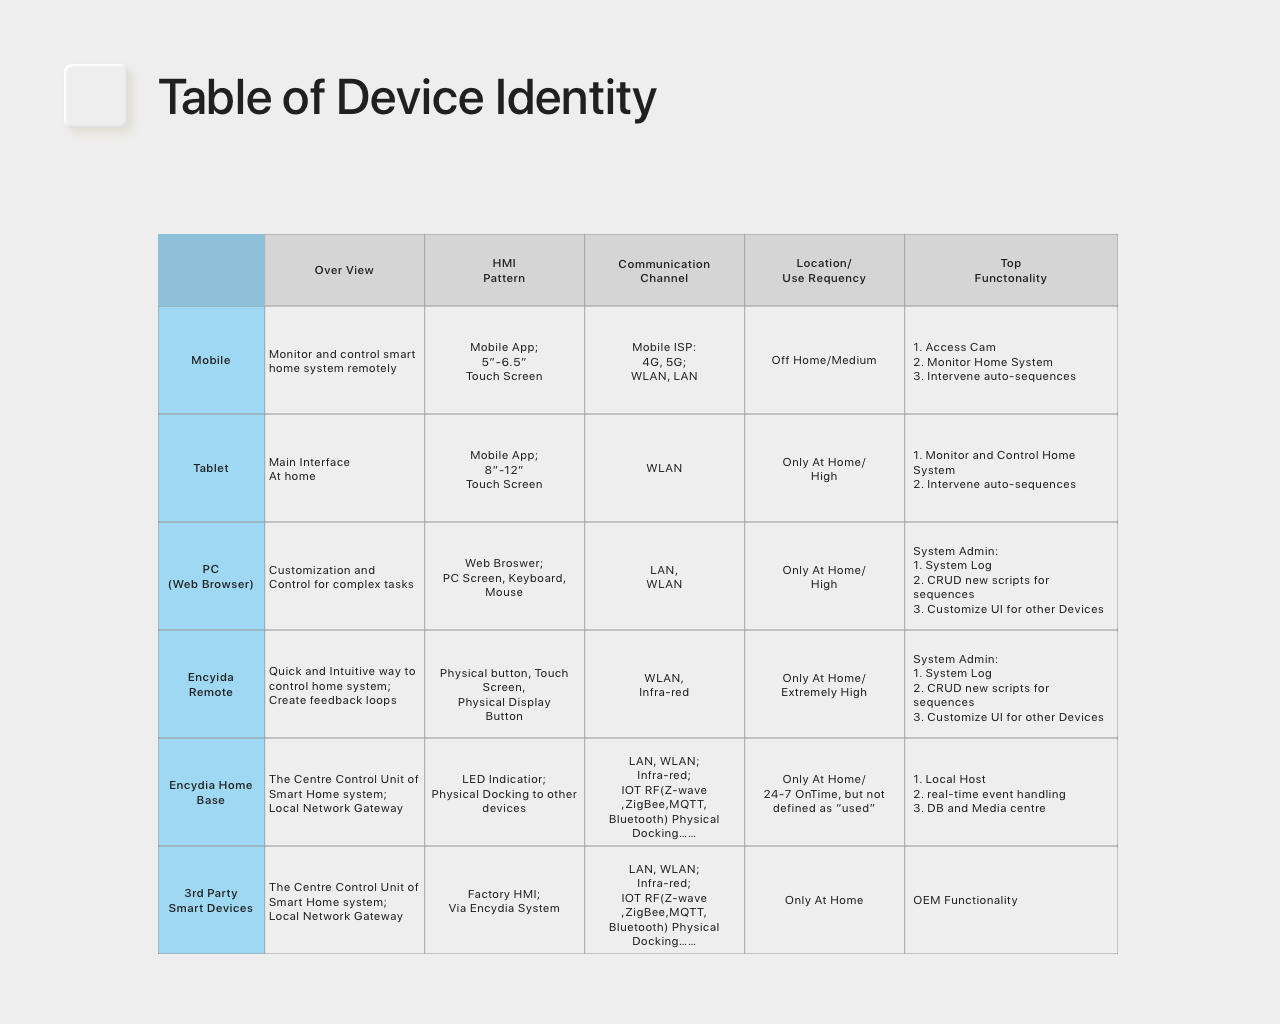 Table of Device Identity
Over View
HMI
Pattern
Communication
Channel
Location/
Use Requency
Top
Functonality
Mobile
Monitor and control smart
home system remotely
Mobile App;
5”-6.5”
Touch Screen
Mobile ISP:
4G, 5G;
WLAN, LAN
Off Home/Medium
1. Access Cam
2. Monitor Home System
3. Intervene auto-sequences
Tablet
Main Interface
At home
Mobile App;
8”-12”
Touch Screen
WLAN
Only At Home/
High
1. Monitor and Control Home
System
2. Intervene auto-sequences
PC
(Web Browser)
Customization and
Control for complex tasks
Web Broswer;
PC Screen, Keyboard,
Mouse
LAN,
WLAN
Only At Home/
High
System Admin:
1. System Log
2. CRUD new scripts for
sequences
3. Customize UI for other Devices
Encyida
Remote
Quick and Intuitive way to
control home system;
Create feedback loops
Physical button, Touch
Screen,
Physical Display
Button
WLAN,
Infra-red
Only At Home/
Extremely High
System Admin:
1. System Log
2. CRUD new scripts for
sequences
3. Customize UI for other Devices
Encydia Home
Base
The Centre Control Unit of
Smart Home system;
Local Network Gateway
LED Indicatior;
Physical Docking to other
devices
LAN, WLAN;
Infra-red;
IOT RF(Z-wave
,ZigBee,MQTT,
Bluetooth) Physical
Docking……
Only At Home/
24-7 OnTime, but not
defined as “used”
1. Local Host
2. real-time event handling
3. DB and Media centre
3rd Party
Smart Devices
The Centre Control Unit of
Smart Home system;
Local Network Gateway
Factory HMI;
Via Encydia System
LAN, WLAN;
Infra-red;
IOT RF(Z-wave
,ZigBee,MQTT,
Bluetooth) Physical
Docking……
Only At Home
OEM Functionality